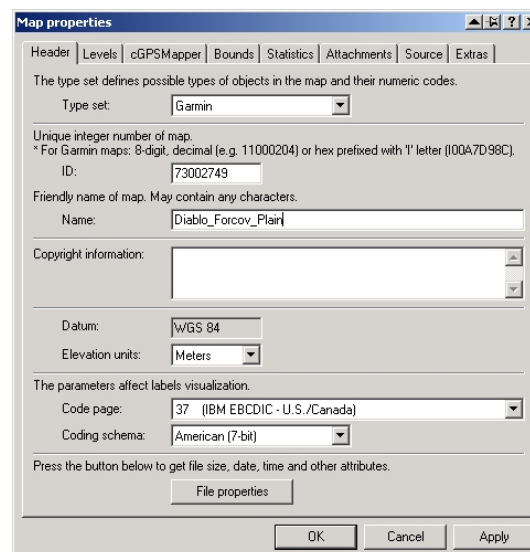 Map properties
Header Levels cGPSMapper Bounds Statistics Attachments Source Extras
The type set defines possible types of objects in the map and their numeric codes.
Type set: Garmin
Unique integer number of map.
* For Garmin maps: 8-digit, decimal (e.g. 11000204) or hex prefixed with 'I' letter (I00A7D98C).
ID: 73002749
Friendly name of map. May contain any characters.
Name: Diablo_Forcov_Plain
Copyright information:
Datum: WGS 84
Elevation units: Meters
The parameters affect labels visualization.
Code page: 37 (IBM EBCDIC - U.S./Canada)
Coding schema: American (7-bit)
Press the button below to get file size, date, time and other attributes.
File properties
OK Cancel Apply